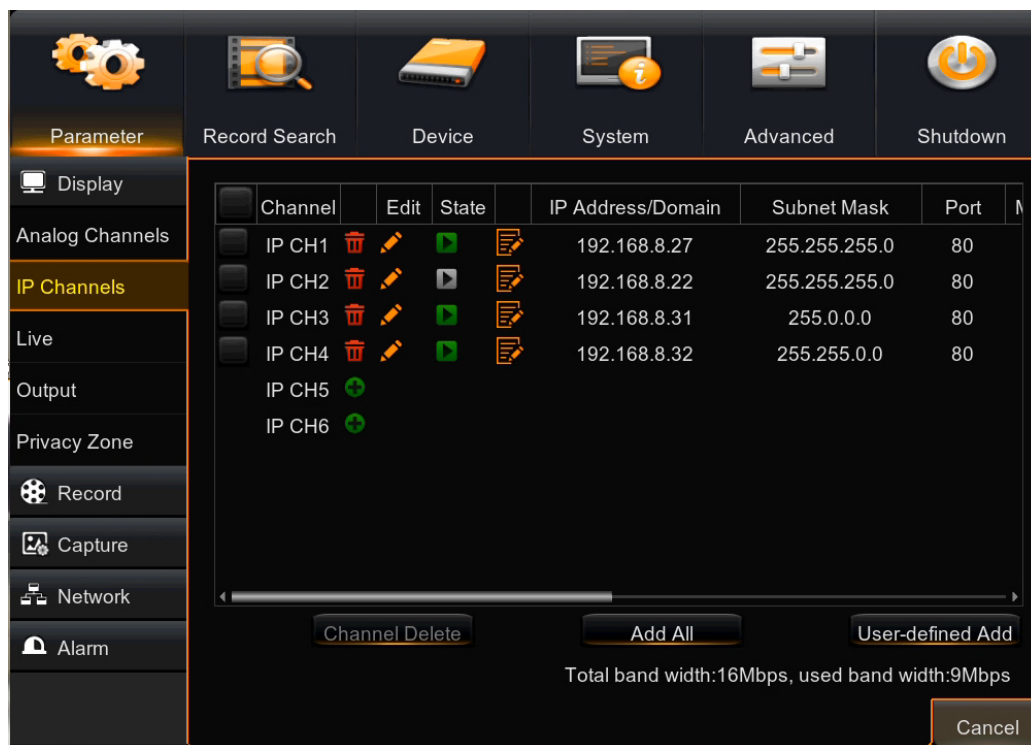 Parameter Record Search Device System Advanced Shutdown
Display
Analog Channels
IP Channels
Live
Output
Privacy Zone
Record
Capture
Network
Alarm
Channel Edit State IP Address/Domain Subnet Mask Port
IP CH1 192.168.8.27 255.255.255.0 80
IP CH2 192.168.8.22 255.255.255.0 80
IP CH3 192.168.8.31 255.0.0.0 80
IP CH4 192.168.8.32 255.255.0.0 80
IP CH5
IP CH6
Channel Delete Add All User-defined Add
Total band width:16Mbps, used band width:9Mbps
Cancel